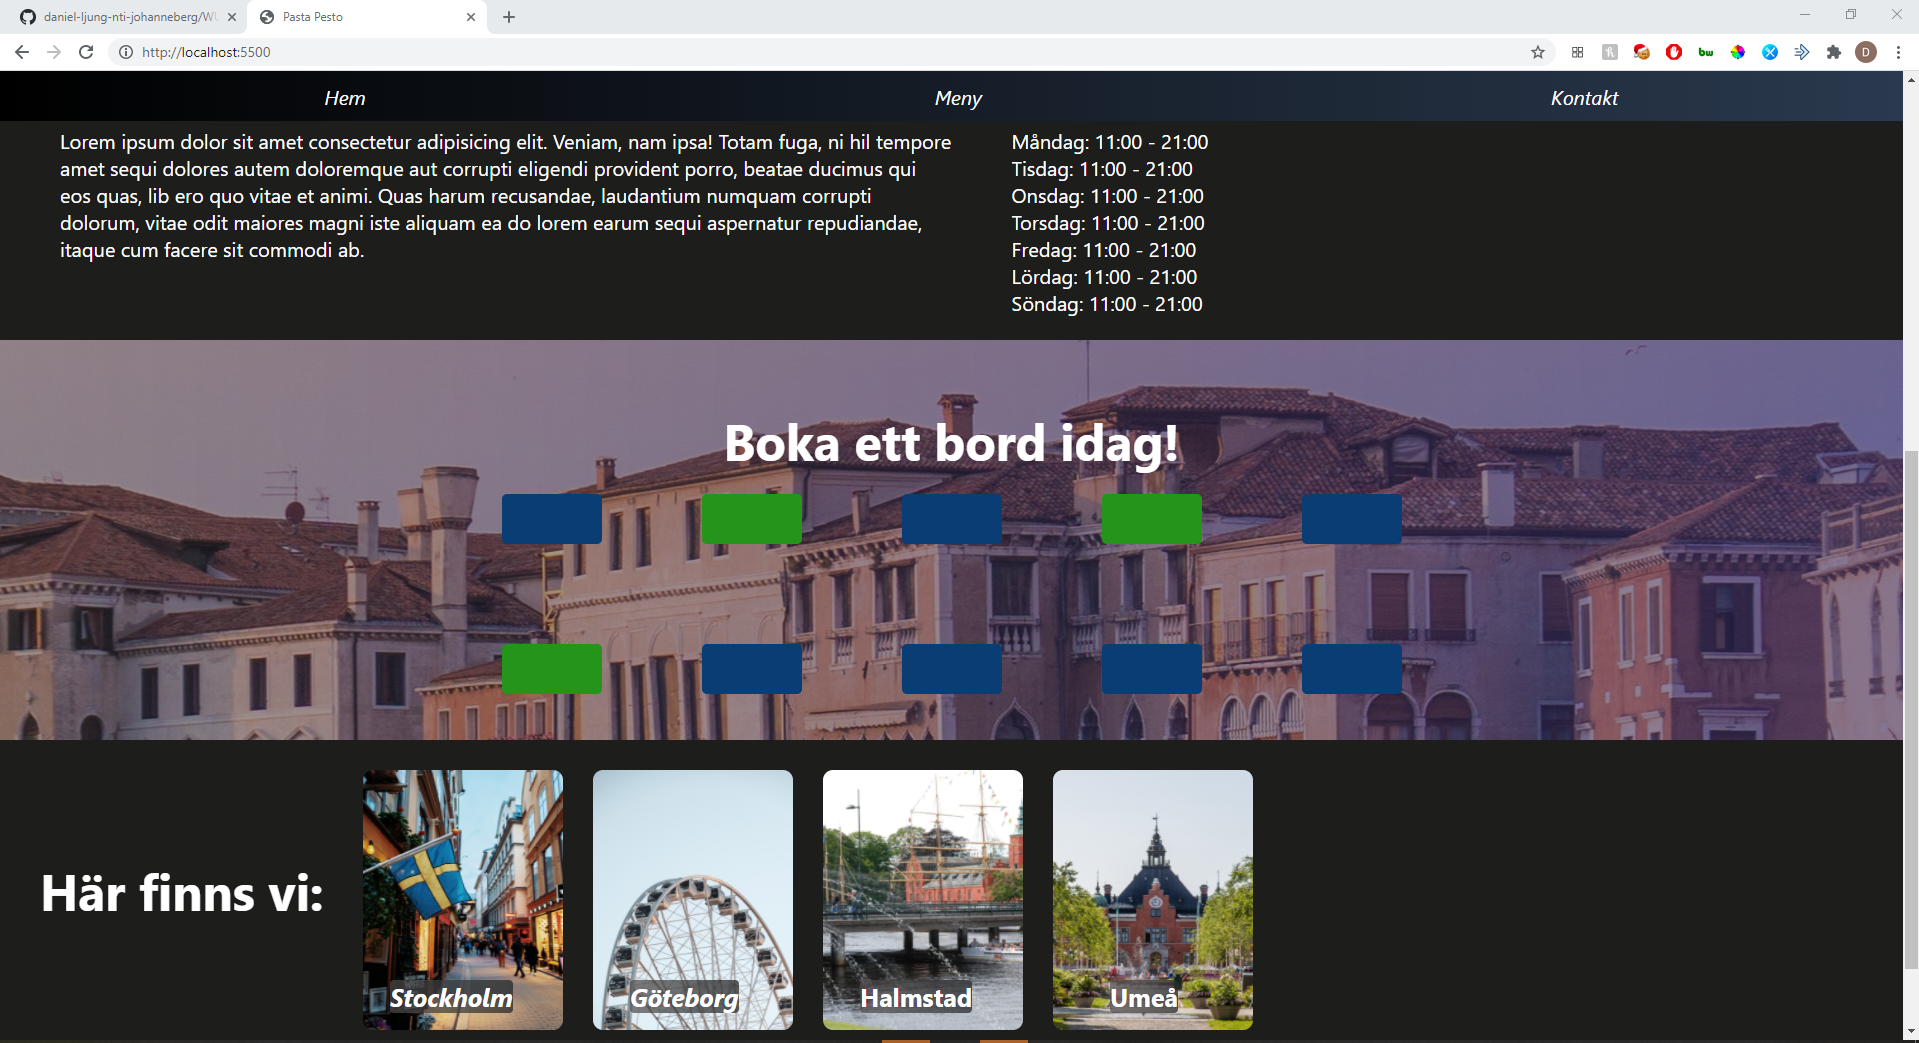 daniel-ljung-nti-johanneberg/WU
Pasta Pesto
http://localhost:5500
bw
D
Hem
Meny
Kontakt
Lorem ipsum dolor sit amet consectetur adipisicing elit. Veniam, nam ipsa! Totam fuga, ni hil tempore
amet sequi dolores autem doloremque aut corrupti eligendi provident porro, beatae ducimus qui
eos quas, lib ero quo vitae et animi. Quas harum recusandae, laudantium numquam corrupti
dolorum, vitae odit maiores magni iste aliquam ea do lorem earum sequi aspernatur repudiandae,
itaque cum facere sit commodi ab.
Måndag: 11:00 - 21:00
Tisdag: 11:00 - 21:00
Onsdag: 11:00 - 21:00
Torsdag: 11:00 - 21:00
Fredag: 11:00 - 21:00
Lördag: 11:00 - 21:00
Söndag: 11:00 - 21:00
Boka ett bord idag!
Här finns vi:
Stockholm
Göteborg
Halmstad
Umeå